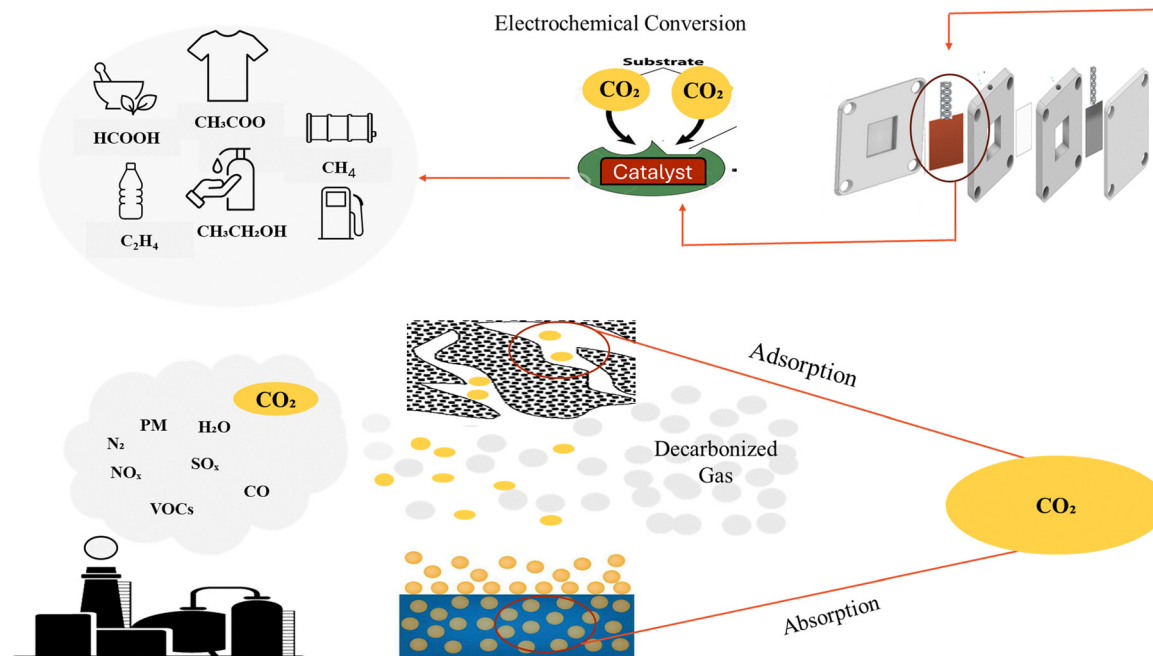 Electrochemical Conversion
Substrate
CO₂
CO₂
Catalyst
HCOOH
CH₃COO
CH₄
C₂H₄
CH₃CH₂OH
Adsorption
CO₂
PM
H₂O
N₂
NOₓ
SOₓ
CO
VOCs
Decarbonized
Gas
CO₂
Absorption